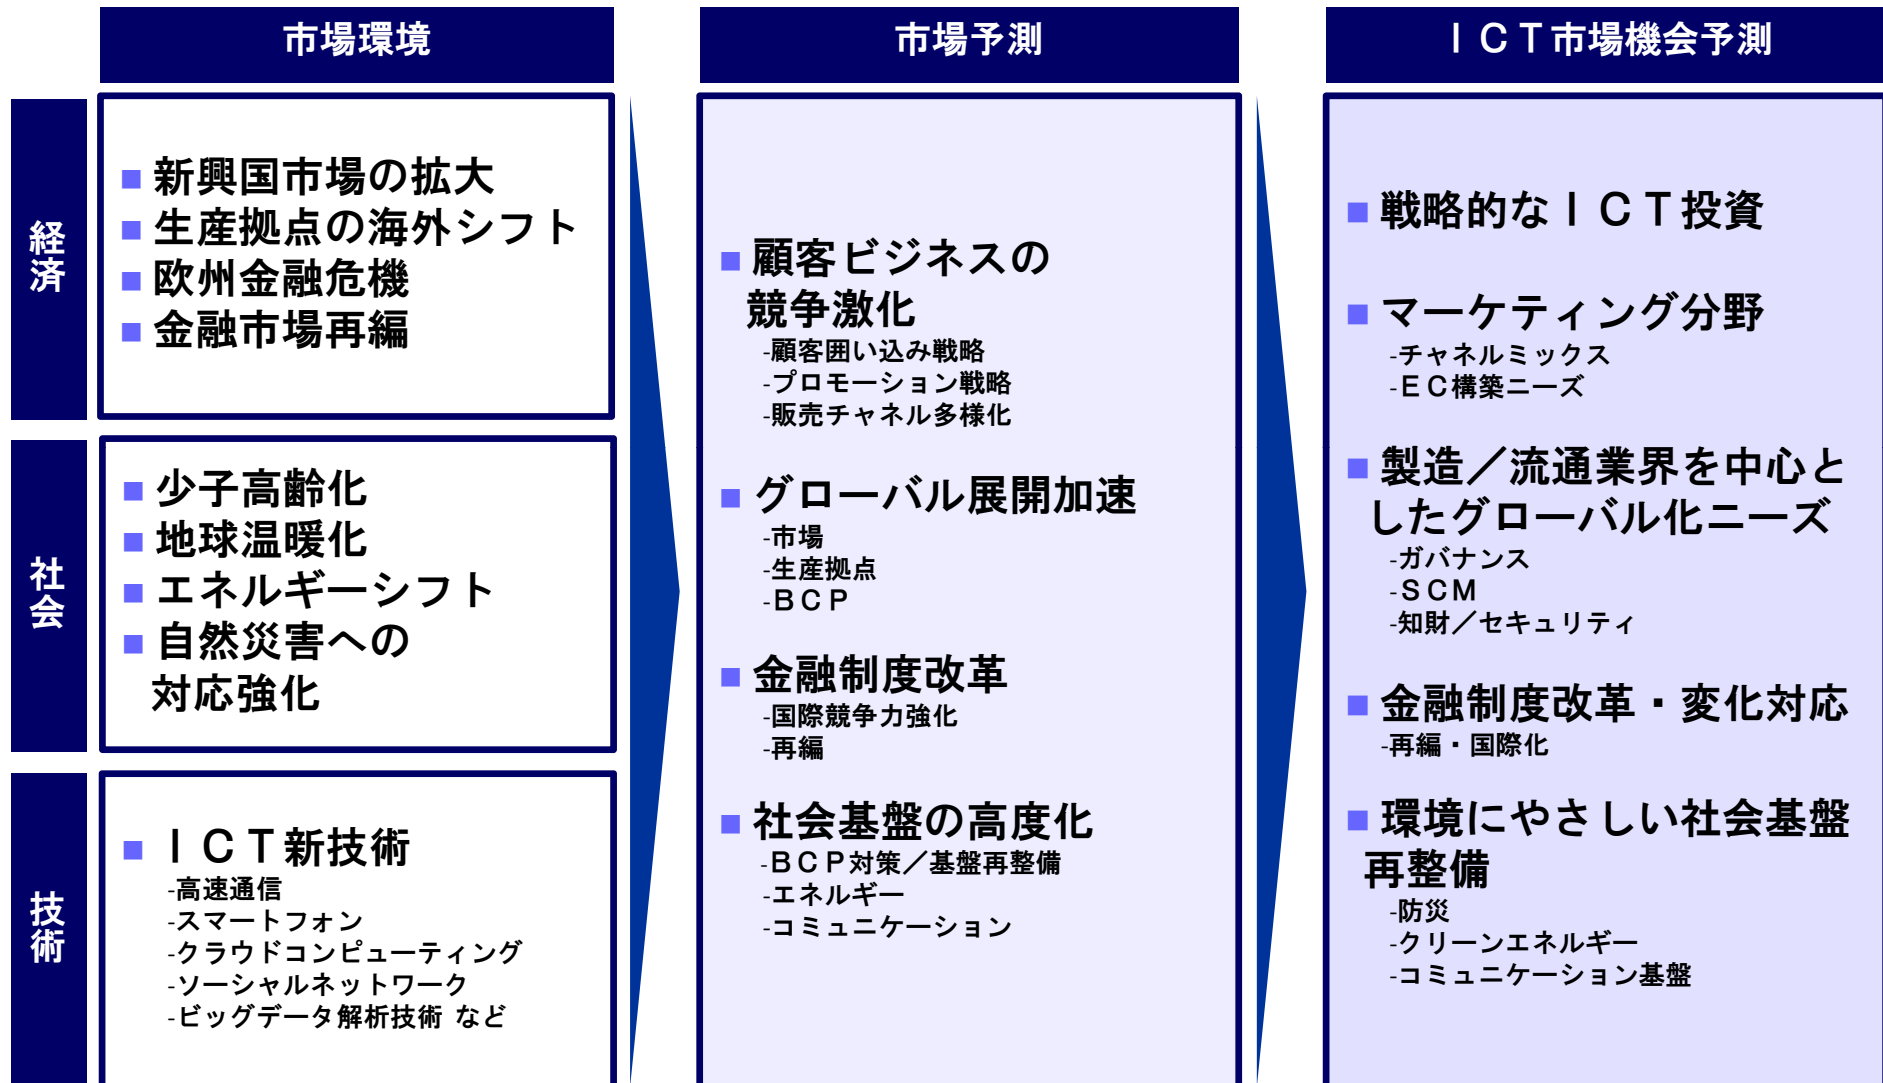 市場環境
市場予測
ＩＣＴ市場機会予測
経済
■新興国市場の拡大
■生産拠点の海外シフト
■欧州金融危機
■金融市場再編
社会
■少子高齢化
■地球温暖化
■エネルギーシフト
■自然災害への
対応強化
技術
■ＩＣＴ新技術
-高速通信
-スマートフォン
-クラウドコンピューティング
-ソーシャルネットワーク
-ビッグデータ解析技術 など
■顧客ビジネスの
競争激化
-顧客囲い込み戦略
-プロモーション戦略
-販売チャネル多様化
■グローバル展開加速
-市場
-生産拠点
-ＢＣＰ
■金融制度改革
-国際競争力強化
-再編
■社会基盤の高度化
-ＢＣＰ対策／基盤再整備
-エネルギー
-コミュニケーション
■戦略的なＩＣＴ投資
■マーケティング分野
-チャネルミックス
-ＥＣ構築ニーズ
■製造／流通業界を中心と
したグローバル化ニーズ
-ガバナンス
-ＳＣＭ
-知財／セキュリティ
■金融制度改革・変化対応
-再編・国際化
■環境にやさしい社会基盤
再整備
-防災
-クリーンエネルギー
-コミュニケーション基盤